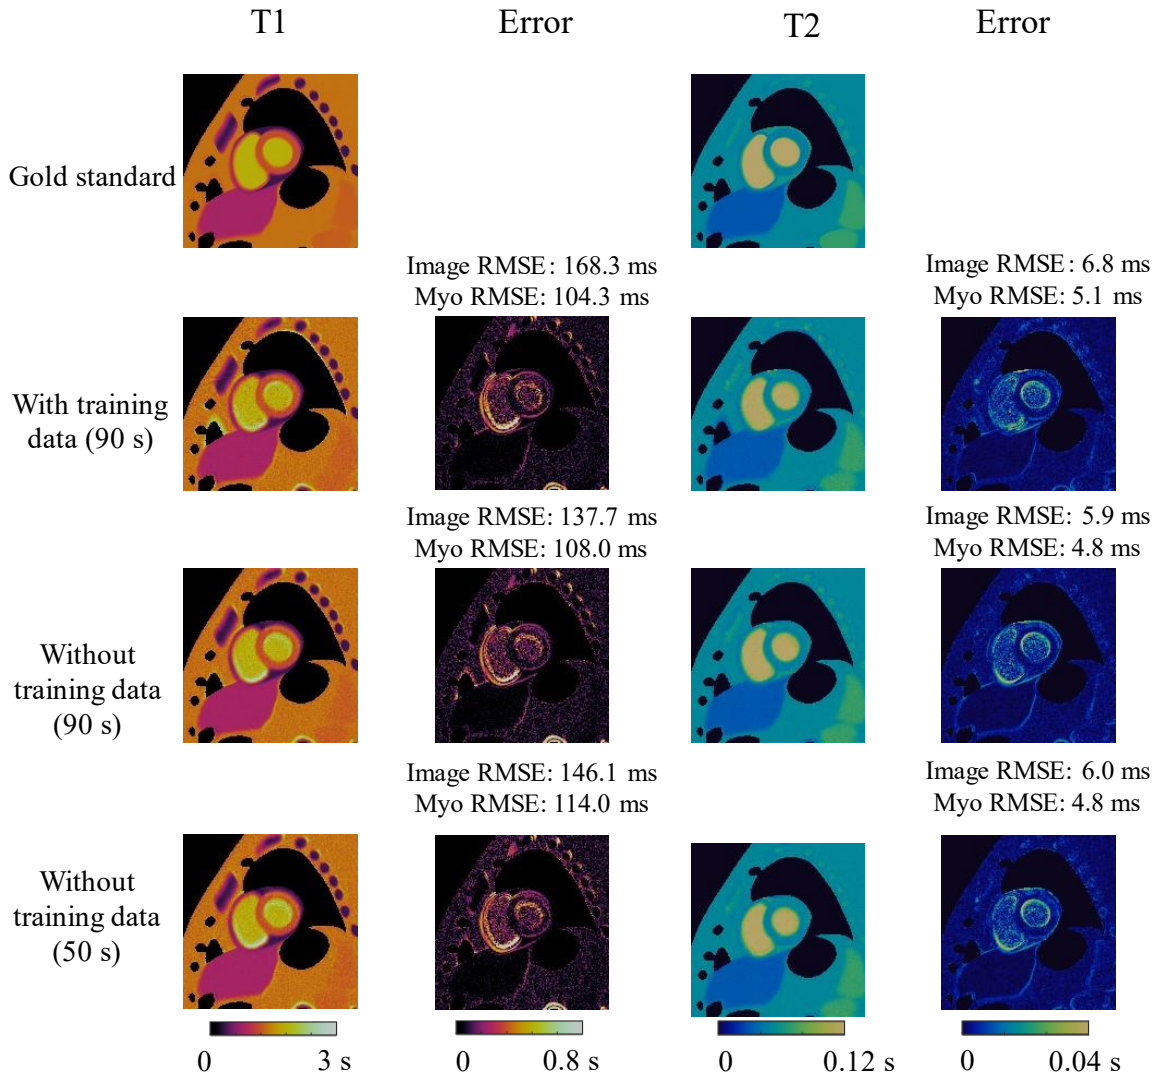 T1 Error T2 Error
Gold standard
Image RMSE: 168.3 ms
Myo RMSE: 104.3 ms
Image RMSE: 6.8 ms
Myo RMSE: 5.1 ms
With training
data (90 s)
Image RMSE: 137.7 ms
Myo RMSE: 108.0 ms
Image RMSE: 5.9 ms
Myo RMSE: 4.8 ms
Without
training data
(90 s)
Image RMSE: 146.1 ms
Myo RMSE: 114.0 ms
Image RMSE: 6.0 ms
Myo RMSE: 4.8 ms
Without
training data
(50 s)
0 3 s 0 0.8 s 0 0.12 s 0 0.04 s